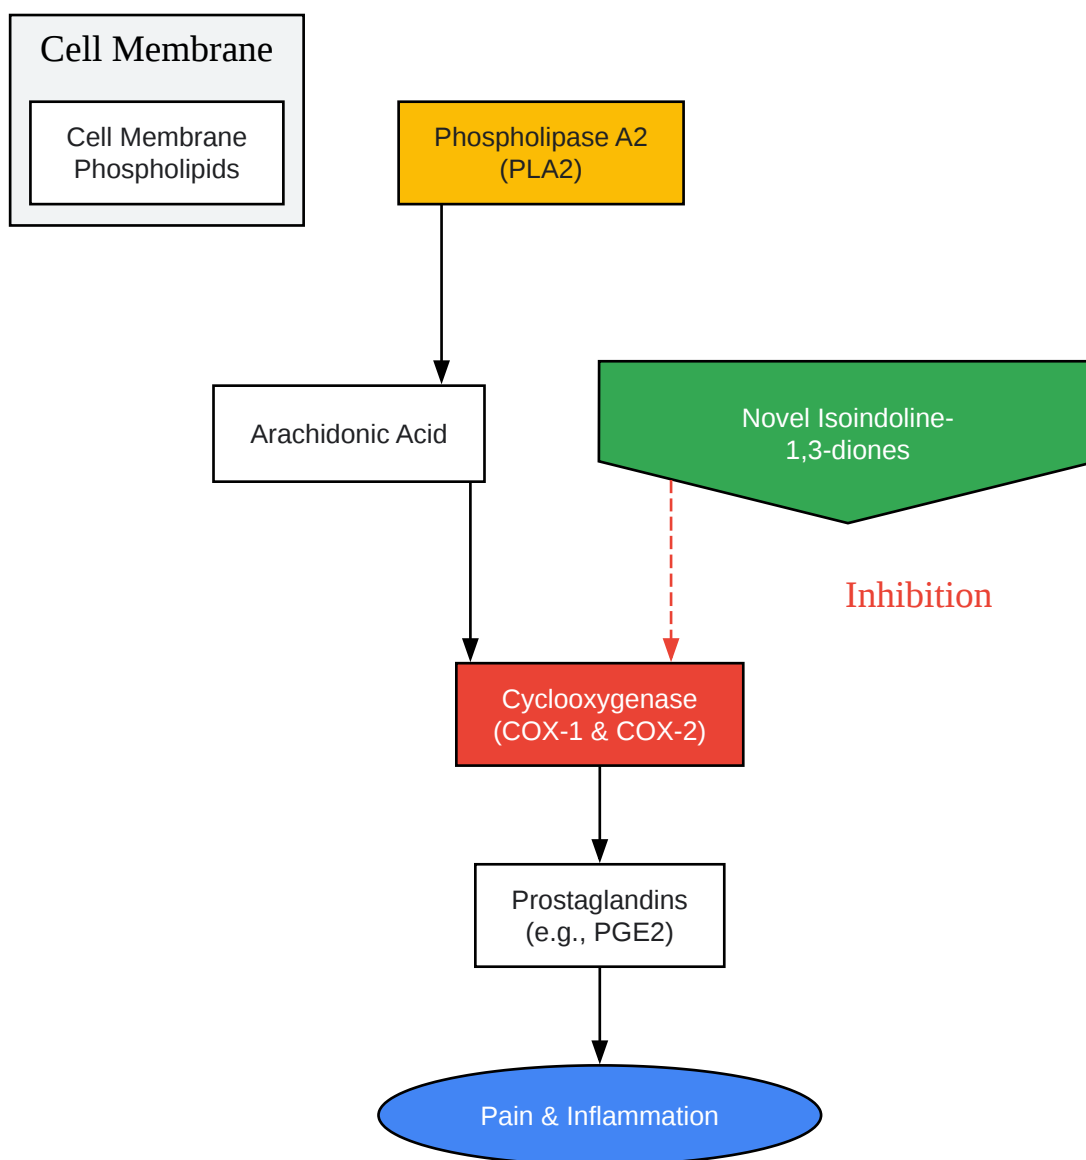 Cell Membrane
Cell Membrane
Phospholipids
Phospholipase A2
(PLA2)
Arachidonic Acid
Novel Isoindoline-
1,3-diones
Inhibition
Cyclooxygenase
(COX-1 & COX-2)
Prostaglandins
(e.g., PGE2)
Pain & Inflammation